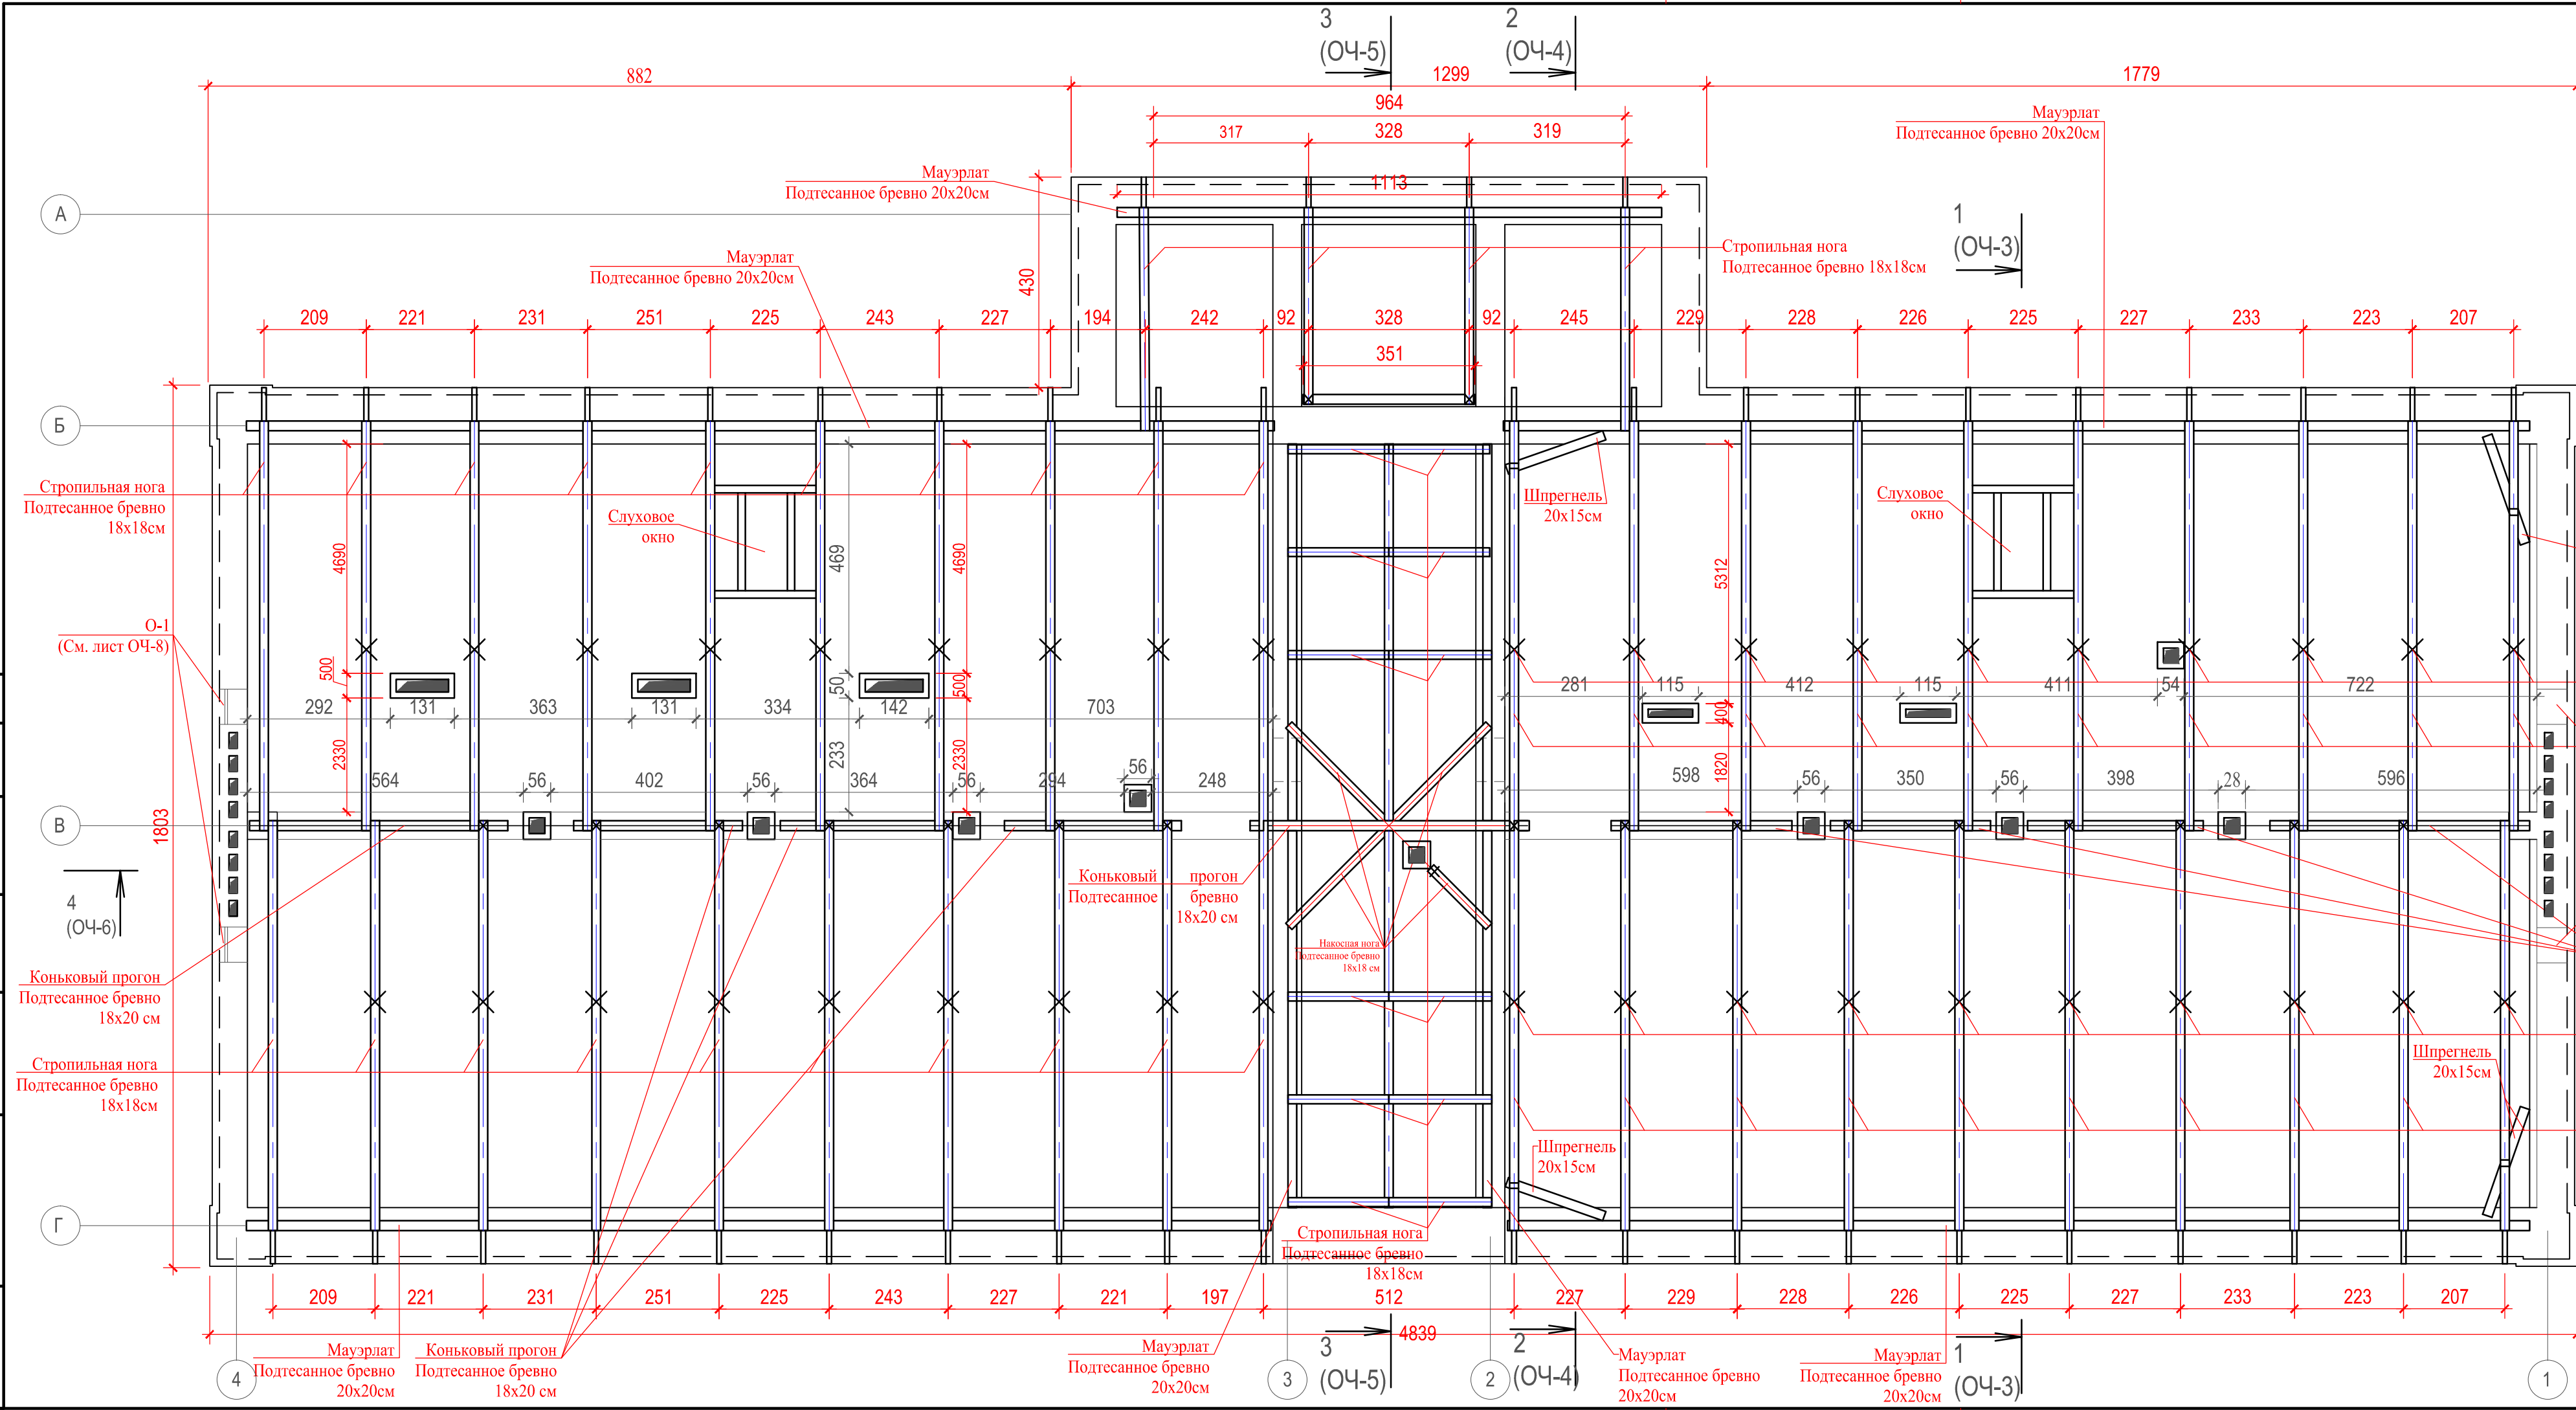 3
(ОЧ-5)
2
(ОЧ-4)
882
1299
1779
964
317
328
319
Мауэрлат
Подтесанное бревно 20х20см
Мауэрлат
Подтесанное бревно 20х20см
1113
А
1
(ОЧ-3)
Стропильная нога
Подтесанное бревно 18х18см
Мауэрлат
Подтесанное бревно 20х20см
430
209
221
231
251
225
243
227
194
242
92
328
92
245
229
228
226
225
227
233
223
207
351
Б
Стропильная нога
Подтесанное бревно
18х18см
Слуховое
окно
Шпрегнель
20х15см
Слуховое
окно
4690
469
4690
5312
О-1
(См. лист ОЧ-8)
500
50
500
400
292
131
363
131
334
142
703
281
115
412
115
411
54
722
2330
233
2330
1820
564
56
402
56
364
56
294
56
248
598
56
350
56
398
28
596
В
1803
4
(ОЧ-6)
Коньковый прогон
Подтесанное бревно
18х20 см
Накосная нога
Подтесанное бревно
18х18 см
Коньковый прогон
Подтесанное бревно
18х20 см
Стропильная нога
Подтесанное бревно
18х18см
Шпрегнель
20х15см
Шпрегнель
20х15см
Г
Стропильная нога
Подтесанное бревно
18х18см
209
221
231
251
225
243
227
221
197
512
227
229
228
226
225
227
233
223
207
4839
Мауэрлат
Подтесанное бревно
20х20см
Коньковый прогон
Подтесанное бревно
18х20 см
Мауэрлат
Подтесанное бревно
20х20см
3
(ОЧ-5)
2
(ОЧ-4)
Мауэрлат
Подтесанное бревно
20х20см
Мауэрлат
Подтесанное бревно
20х20см
1
(ОЧ-3)
4
3
2
1